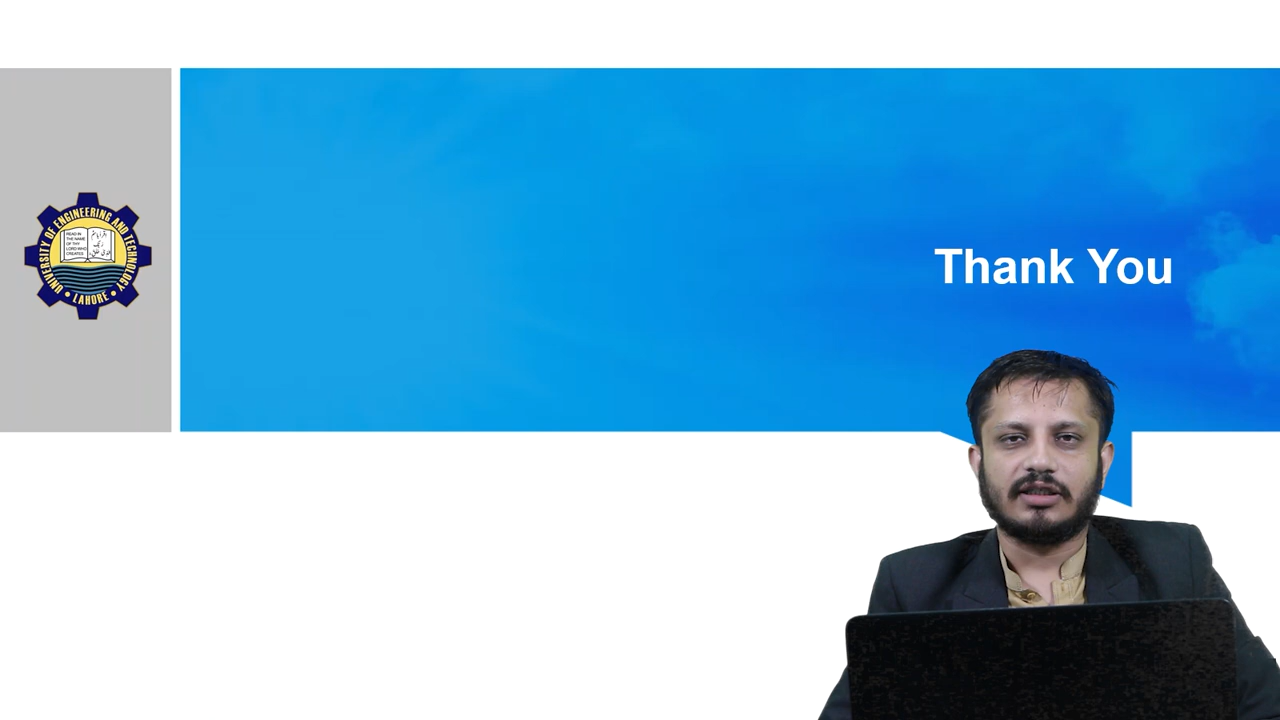 UNIVERSITY OF ENGINEERING AND TECHNOLOGY
READ IN
THE NAME
OF THY
LORD WHO
CREATES
• LAHORE •
Thank You